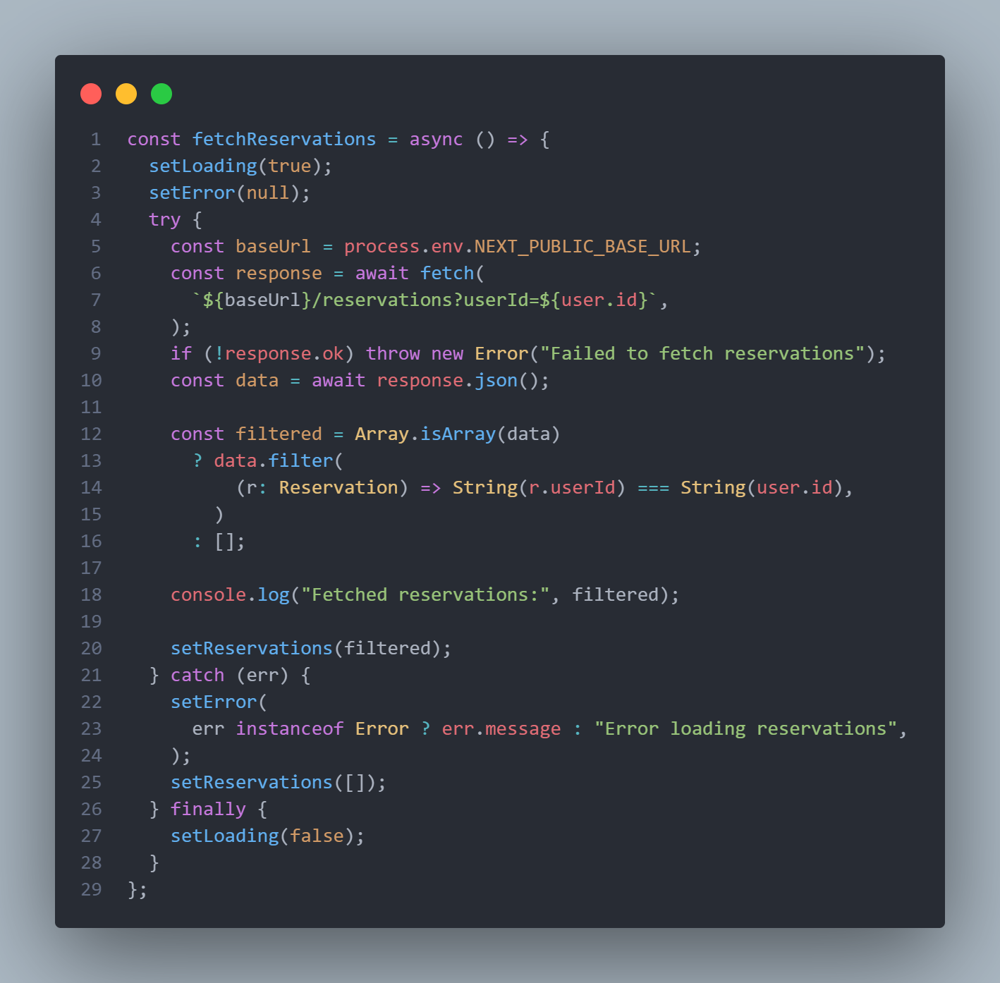 1 const fetchReservations = async () => {
2   setLoading(true);
3   setError(null);
4   try {
5     const baseUrl = process.env.NEXT_PUBLIC_BASE_URL;
6     const response = await fetch(
7       `${baseUrl}/reservations?userId=${user.id}`,
8     );
9     if (!response.ok) throw new Error("Failed to fetch reservations");
10     const data = await response.json();
11
12     const filtered = Array.isArray(data)
13       ? data.filter(
14           (r: Reservation) => String(r.userId) === String(user.id),
15         )
16       : [];
17
18     console.log("Fetched reservations:", filtered);
19
20     setReservations(filtered);
21   } catch (err) {
22     setError(
23       err instanceof Error ? err.message : "Error loading reservations",
24     );
25     setReservations([]);
26   } finally {
27     setLoading(false);
28   }
29 };